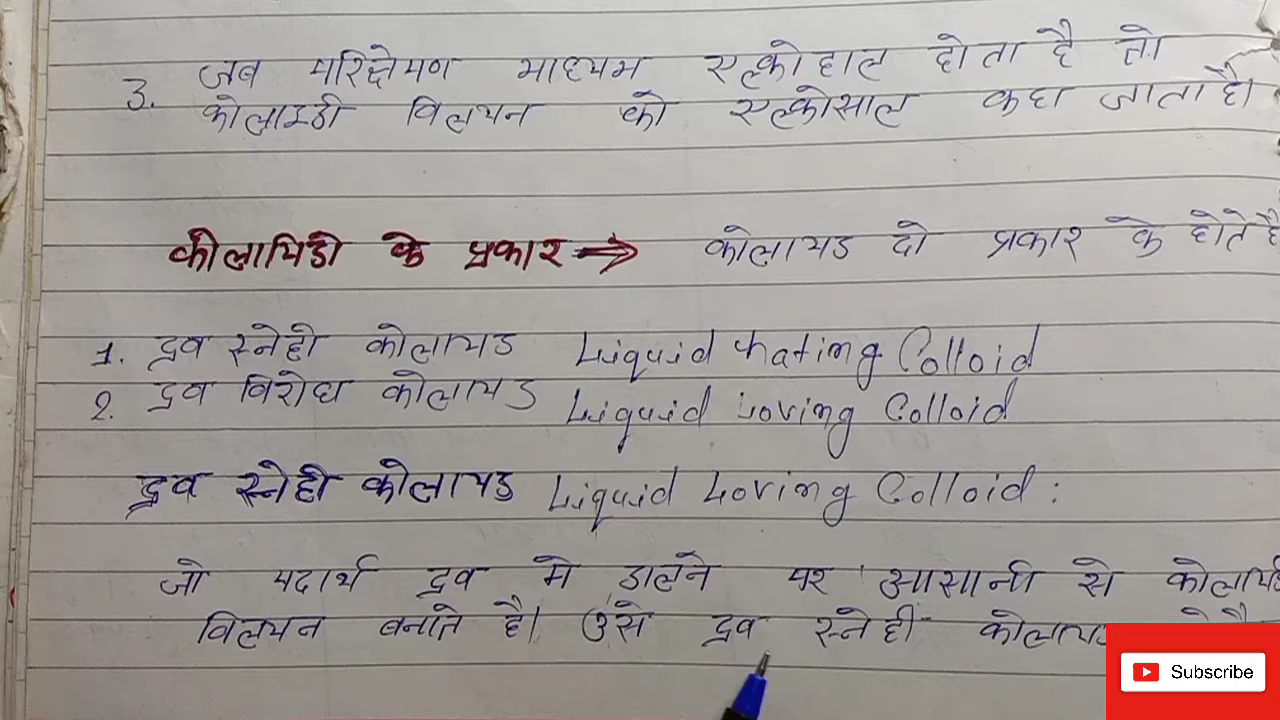 3. जब परिक्षेपण माध्यम एल्कोहाल होता है तो
कोलाइडी विलयन को एल्कोसाल कहा जाता है।
कोलायिडो के प्रकार ⇒ कोलायड दो प्रकार के होते है
1. द्रव स्नेही कोलायड Liquid hating Colloid
2. द्रव विरोध कोलायड Liquid Loving Colloid
द्रव स्नेही कोलायड Liquid Loving Colloid :
जो पदार्थ द्रव मे डालने पर आसानी से
विलयन बनाते है। उसे द्रव स्नेही
Subscribe